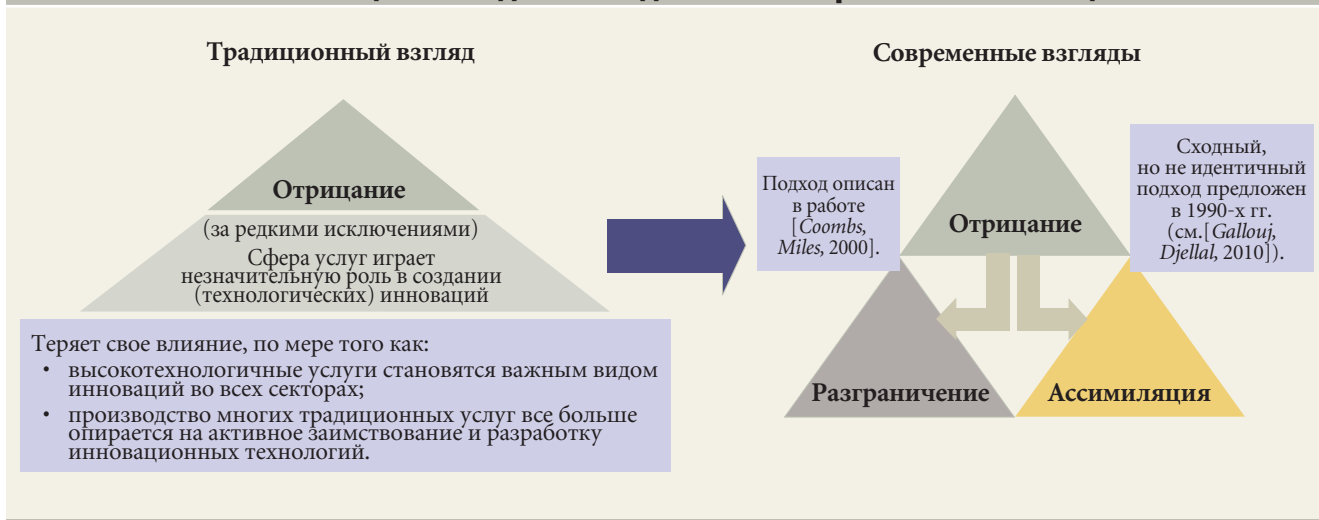 Традиционный взгляд
Отрицание
(за редкими исключениями)
Сфера услуг играет
незначительную роль в создании
(технологических) инноваций
Теряет свое влияние, по мере того как:
• высокотехнологичные услуги становятся важным видом
инноваций во всех секторах;
• производство многих традиционных услуг все больше
опирается на активное заимствование и разработку
инновационных технологий.
Современные взгляды
Подход описан
в работе
[Coombs,
Miles, 2000].
Отрицание
Сходный,
но не идентичный
подход предложен
в 1990-х гг.
(см.[Gallouj,
Djellal, 2010]).
Разграничение
Ассимиляция